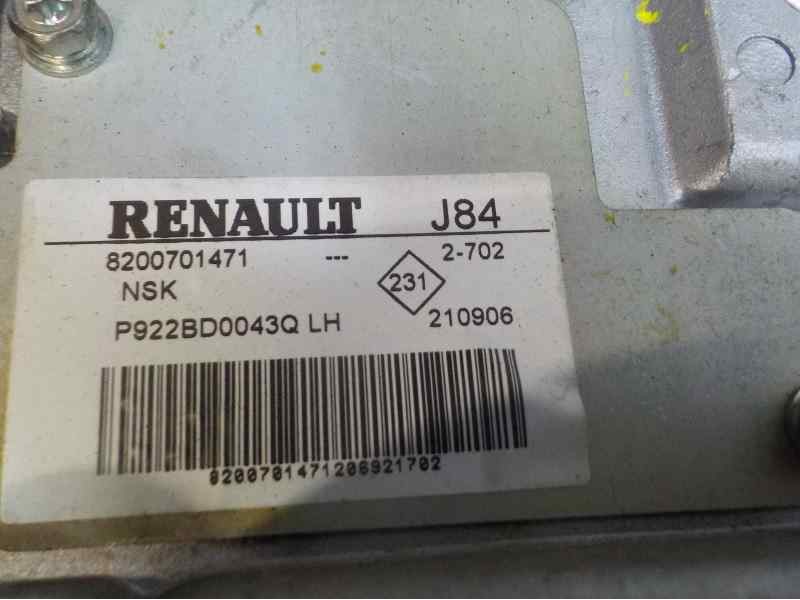 RENAULT J84
8200701471 --- 2-702
NSK 231
P922BD0043Q LH 210906
8200701471206921702